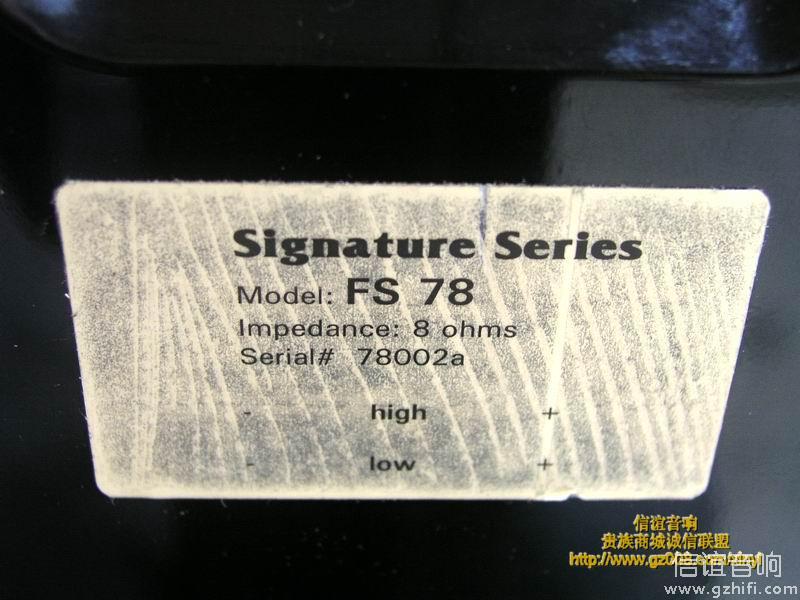 Signature Series
Model: FS 78
Impedance: 8 ohms
Serial# 78002a
- high +
- low +
信谊音响
贵族商城诚信联盟
信谊音响
www.gzhifi.com